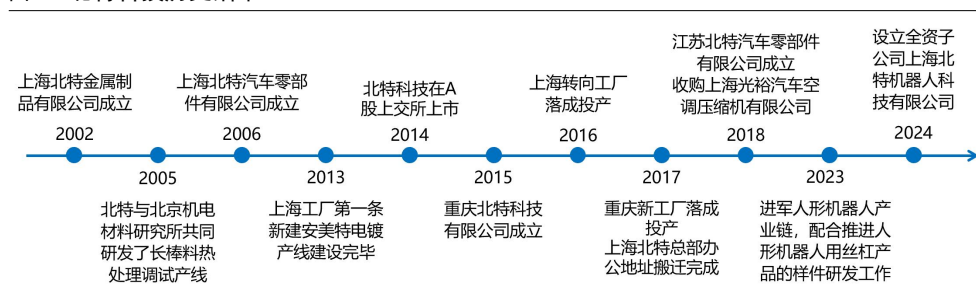 上海北特金属制
品有限公司成立
2002
北特与北京机电
材料研究所共同
研发了长棒料热
处理调试产线
2005
上海北特汽车零部
件有限公司成立
2006
上海工厂第一条
新建安美特电镀
产线建设完毕
2013
北特科技在A
股上交所上市
2014
重庆北特科技
有限公司成立
2015
上海转向工厂
落成投产
2016
重庆新工厂落成
投产
上海北特总部办
公地址搬迁完成
2017
江苏北特汽车零部件
有限公司成立
收购上海光裕汽车空
调压缩机有限公司
2018
进军人形机器人产
业链，配合推进人
形机器人用丝杠产
品的样件研发工作
2023
设立全资子
公司上海北
特机器人科
技有限公司
2024